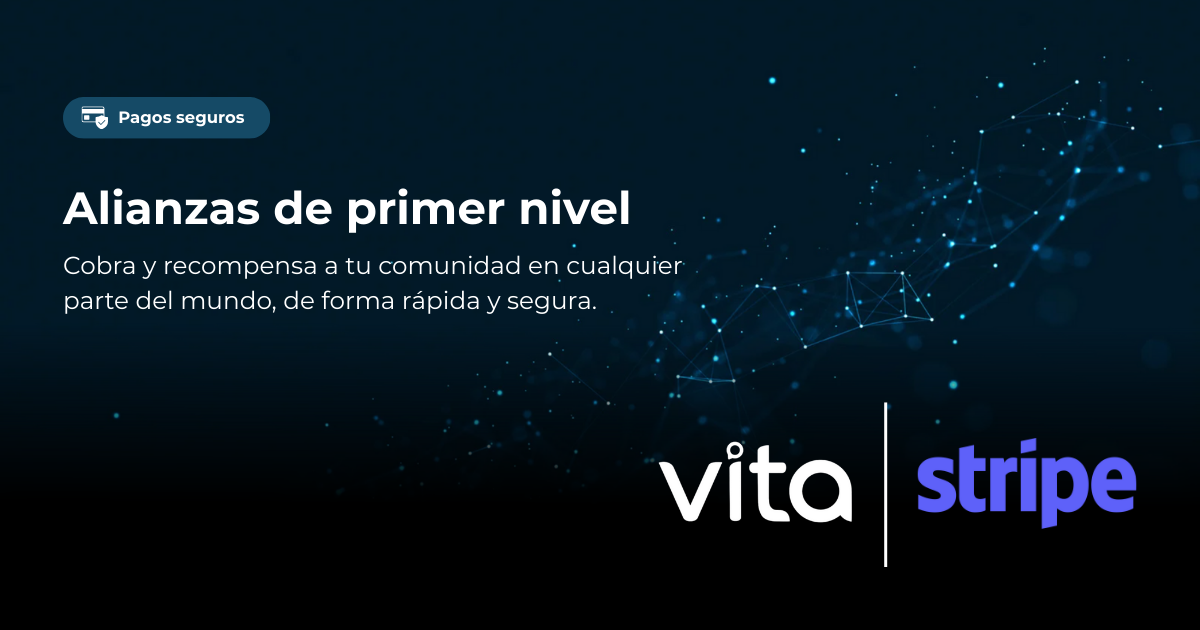 Pagos seguros
Alianzas de primer nivel
Cobra y recompensa a tu comunidad en cualquier
parte del mundo, de forma rápida y segura.
vita
stripe